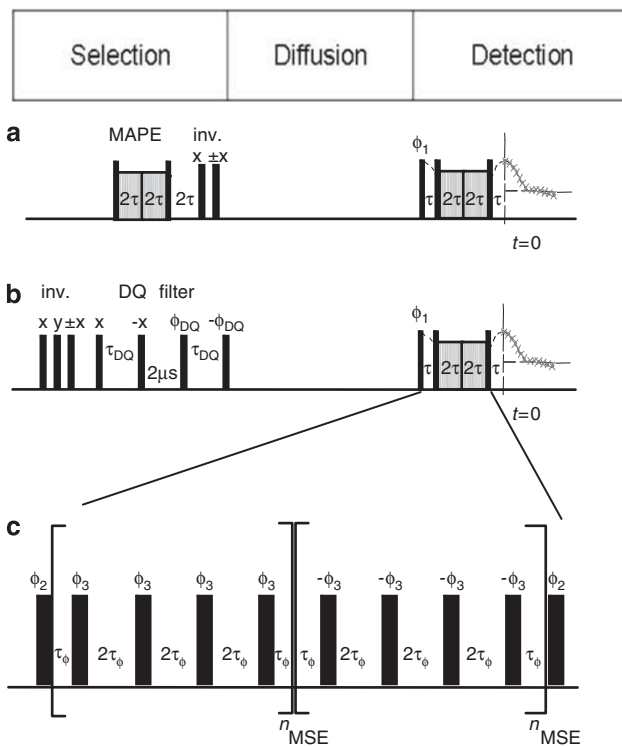 Selection Diffusion Detection
a
MAPE inv.
x ±x ϕ1
2τ 2τ 2τ τ 2τ 2τ τ
t=0
b
inv. DQ filter
x y ±x x -x ϕDQ -ϕDQ ϕ1
τDQ τDQ
2μs τ 2τ 2τ τ
t=0
c
ϕ2 ϕ3 ϕ3 ϕ3 ϕ3 -ϕ3 -ϕ3 -ϕ3 -ϕ3 ϕ2
τϕ 2τϕ 2τϕ 2τϕ τϕ τϕ 2τϕ 2τϕ 2τϕ τϕ
nMSE nMSE